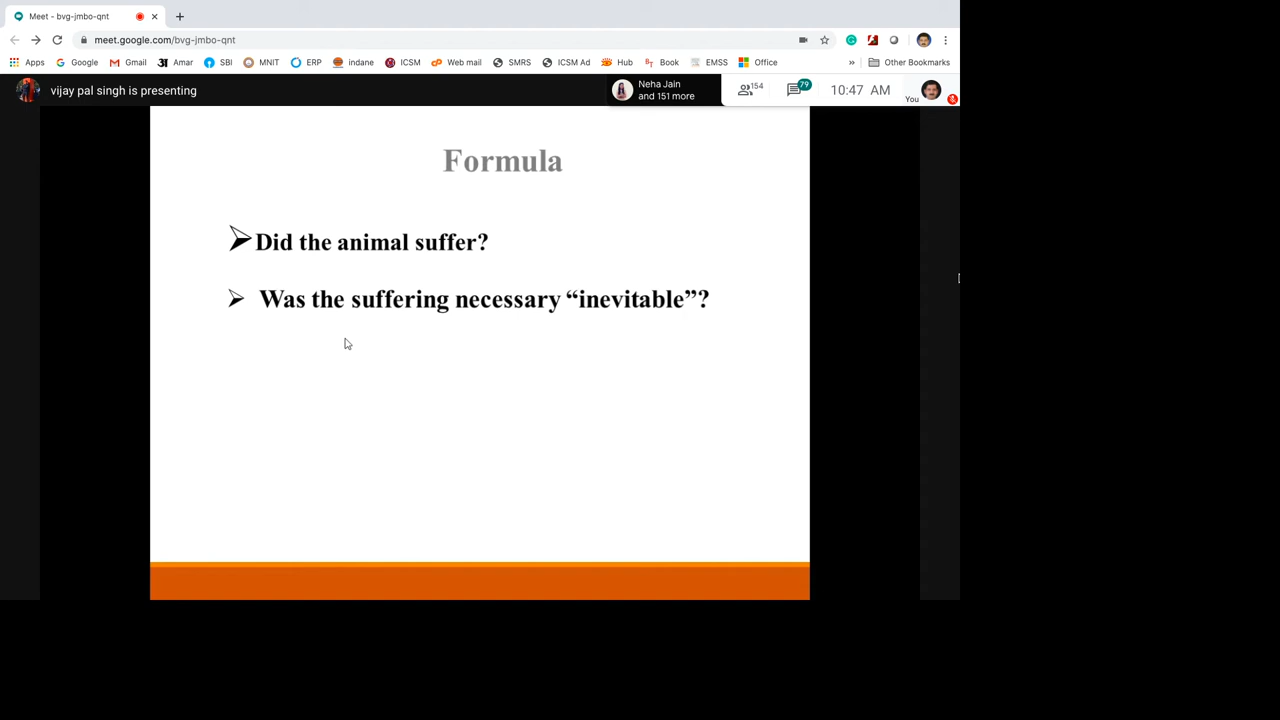 Meet - bvg-jmbo-qnt
meet.google.com/bvg-jmbo-qnt
Apps Google Gmail Amar SBI MNIT ERP indane ICSM Web mail SMRS ICSM Ad Hub Book EMSS Office » Other Bookmarks
vijay pal singh is presenting
Neha Jain
and 151 more
154
79
10:47 AM
You
Formula
➢Did the animal suffer?
➢ Was the suffering necessary “inevitable”?